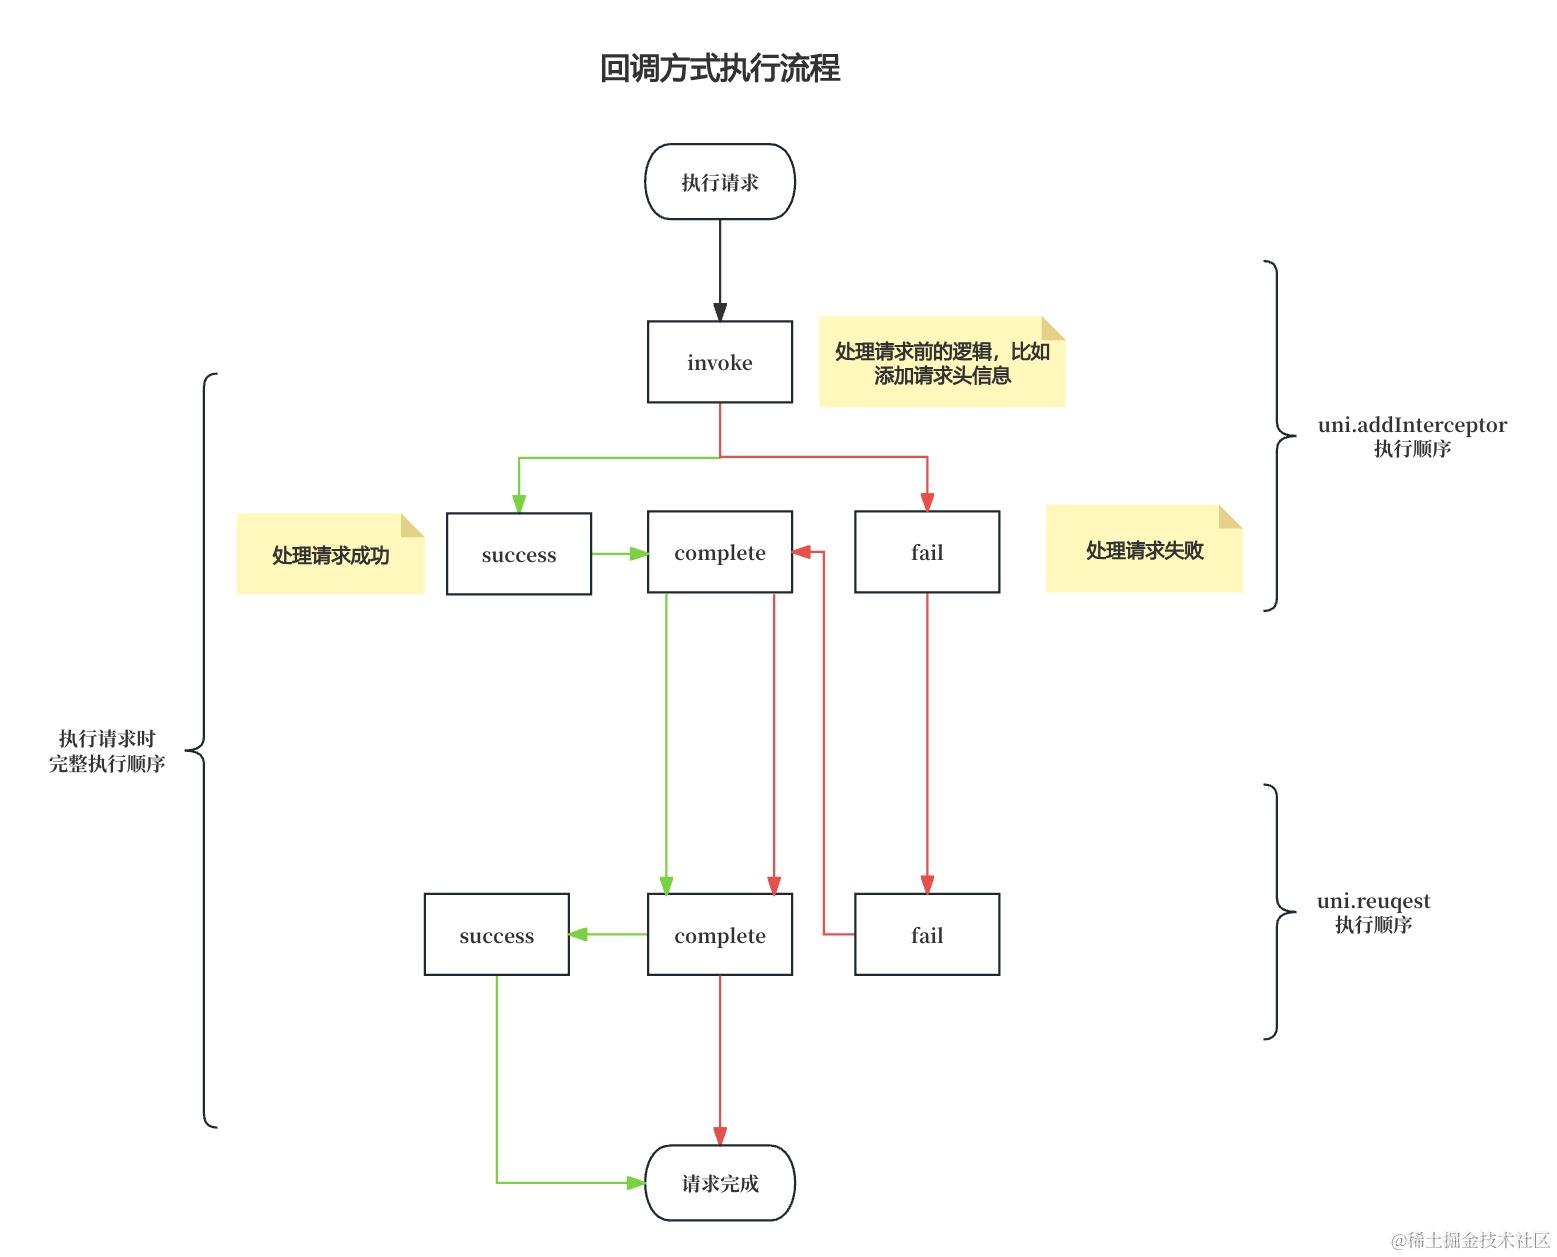 回调方式执行流程
执行请求
invoke
处理请求前的逻辑，比如
添加请求头信息
uni.addInterceptor
执行顺序
处理请求成功
success
complete
fail
处理请求失败
执行请求时
完整执行顺序
success
complete
fail
uni.reuqest
执行顺序
请求完成
@稀土掘金技术社区